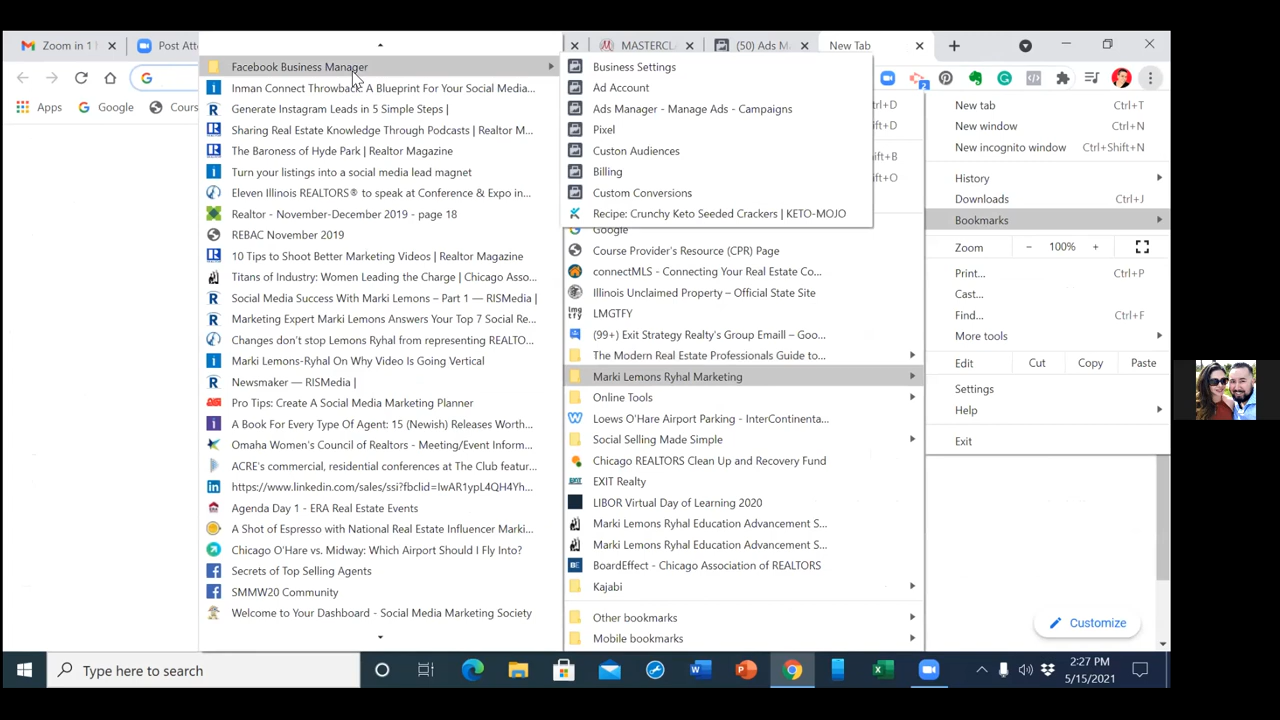 Zoom in 1 H
Post Att
MASTERCL
(50) Ads M
New Tab
Apps
Google
Cours
Facebook Business Manager
Inman Connect Throwback: A Blueprint For Your Social Media...
Generate Instagram Leads in 5 Simple Steps |
Sharing Real Estate Knowledge Through Podcasts | Realtor M...
The Baroness of Hyde Park | Realtor Magazine
Turn your listings into a social media lead magnet
Eleven Illinois REALTORS® to speak at Conference & Expo in...
Realtor - November-December 2019 - page 18
REBAC November 2019
10 Tips to Shoot Better Marketing Videos | Realtor Magazine
Titans of Industry: Women Leading the Charge | Chicago Asso...
Social Media Success With Marki Lemons – Part 1 — RISMedia |
Marketing Expert Marki Lemons Answers Your Top 7 Social Re...
Changes don't stop Lemons Ryhal from representing REALTO...
Marki Lemons-Ryhal On Why Video Is Going Vertical
Newsmaker — RISMedia |
Pro Tips: Create A Social Media Marketing Planner
A Book For Every Type Of Agent: 15 (Newish) Releases Worth...
Omaha Women's Council of Realtors - Meeting/Event Inform...
ACRE's commercial, residential conferences at The Club featur...
https://www.linkedin.com/sales/ssi?fbclid=IwAR1ypL4QH4Yh...
Agenda Day 1 - ERA Real Estate Events
A Shot of Espresso with National Real Estate Influencer Marki...
Chicago O'Hare vs. Midway: Which Airport Should I Fly Into?
Secrets of Top Selling Agents
SMMW20 Community
Welcome to Your Dashboard - Social Media Marketing Society
Business Settings
Ad Account
Ads Manager - Manage Ads - Campaigns
Pixel
Custon Audiences
Billing
Custom Conversions
Recipe: Crunchy Keto Seeded Crackers | KETO-MOJO
Google
Course Provider's Resource (CPR) Page
connectMLS - Connecting Your Real Estate Co...
Illinois Unclaimed Property – Official State Site
LMGTFY
(99+) Exit Strategy Realty's Group Emaill – Goo...
The Modern Real Estate Professionals Guide to...
Marki Lemons Ryhal Marketing
Online Tools
Loews O'Hare Airport Parking - InterContinenta...
Social Selling Made Simple
Chicago REALTORS Clean Up and Recovery Fund
EXIT Realty
LIBOR Virtual Day of Learning 2020
Marki Lemons Ryhal Education Advancement S...
Marki Lemons Ryhal Education Advancement S...
BoardEffect - Chicago Association of REALTORS
Kajabi
Other bookmarks
Mobile bookmarks
rl+D
ift+D
ift+B
ift+O
New tab Ctrl+T
New window Ctrl+N
New incognito window Ctrl+Shift+N
History
Downloads Ctrl+J
Bookmarks
Zoom − 100% +
Print... Ctrl+P
Cast...
Find... Ctrl+F
More tools
Edit Cut Copy Paste
Settings
Help
Exit
Customize
Type here to search
2:27 PM
5/15/2021